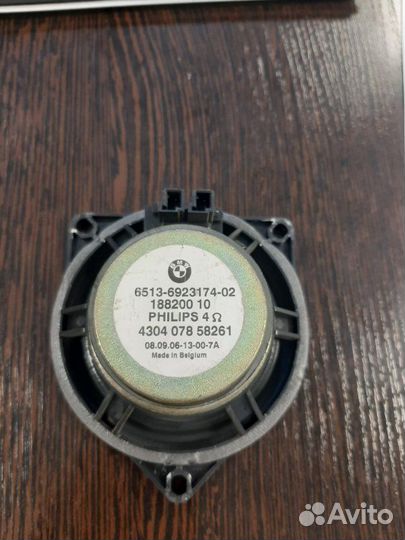 BMW
6513-6923174-02
188200 10
PHILIPS 4 Ω
4304 078 58261
08.09.06-13-00-7A
Made in Belgium
Avito